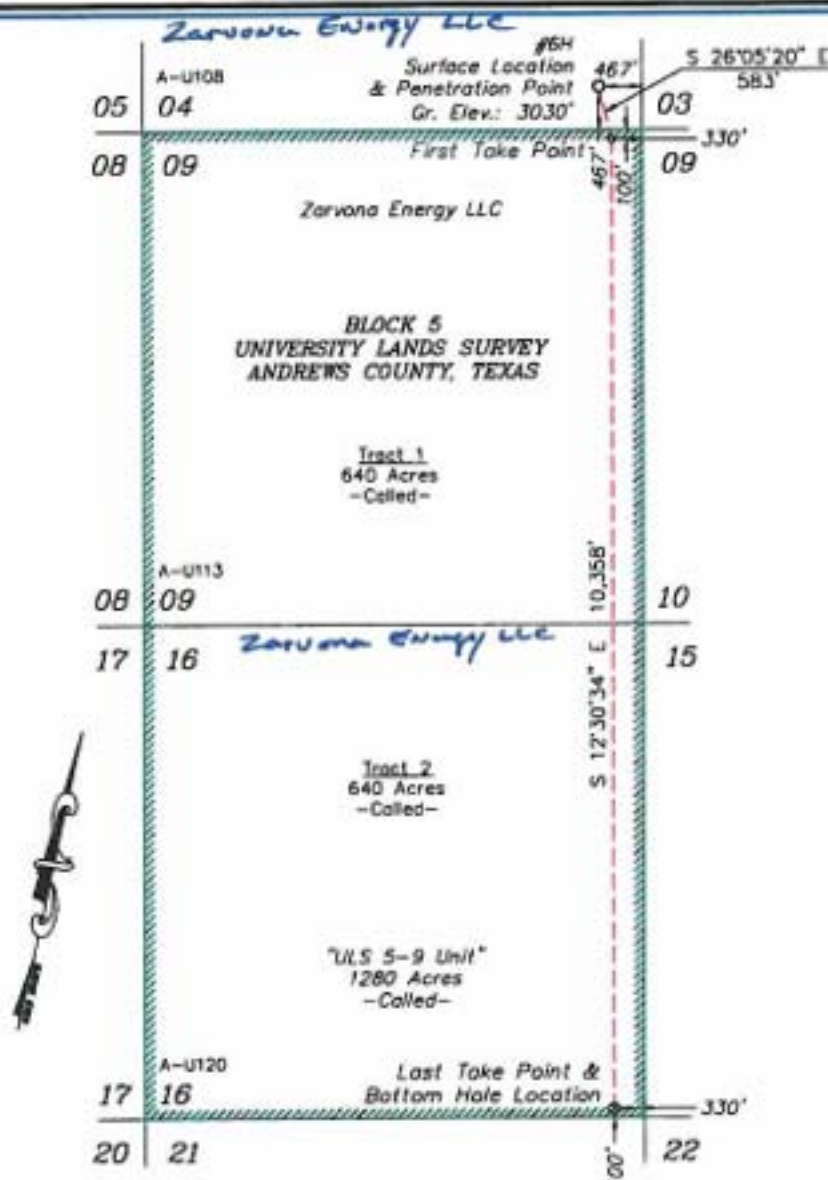 Zarvona Energy LLC
#6H
Surface Location
& Penetration Point
Gr. Elev.: 3030'
467'
S 26°05'20" E
583'
A-U108
05 04
03
330'
08 09
First Take Point
467'
100'
09
Zarvona Energy LLC
BLOCK 5
UNIVERSITY LANDS SURVEY
ANDREWS COUNTY, TEXAS
Tract 1
640 Acres
-Called-
A-U113
08 09
10
Zarvona Energy LLC
17 16
15
S 12°30'34" E 10,358'
Tract 2
640 Acres
-Called-
"ULS 5-9 Unit"
1280 Acres
-Called-
A-U120
Last Take Point &
17 16
Bottom Hole Location
330'
00'
20 21
22